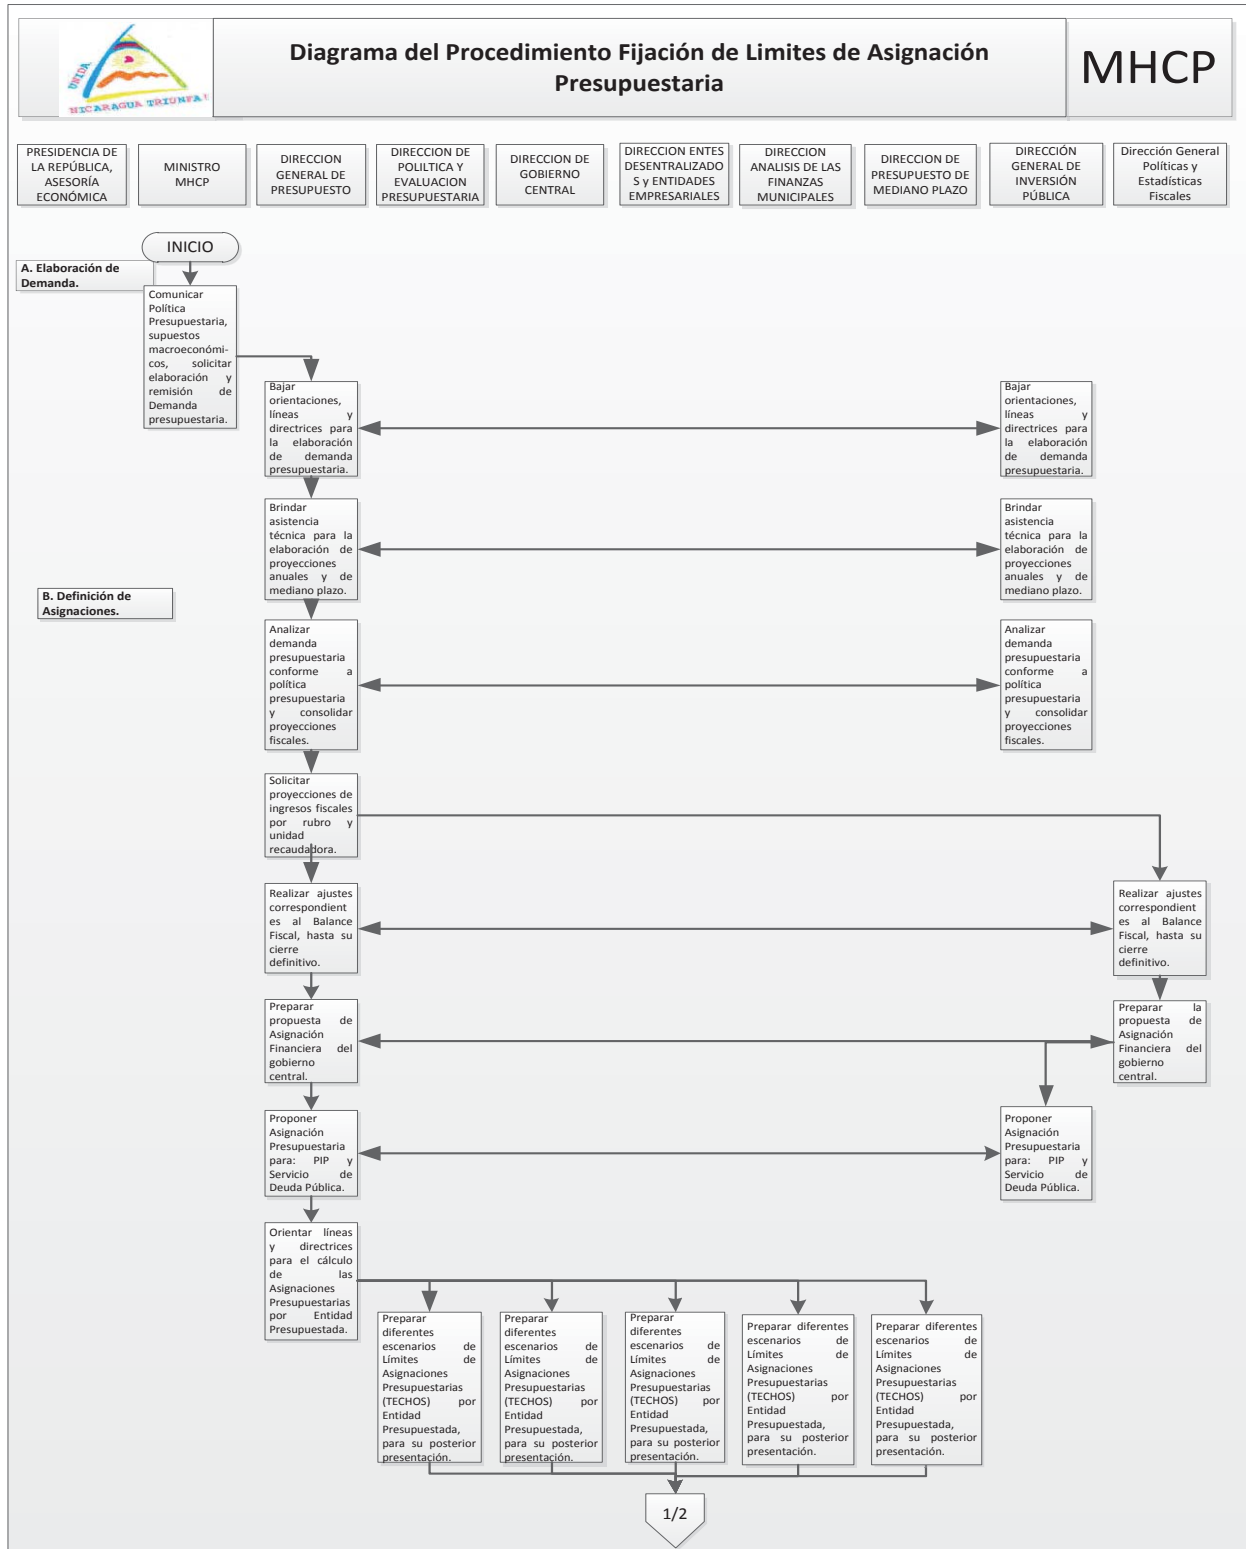 UNIDA
NICARAGUA TRIUNFA!
Diagrama del Procedimiento Fijación de Limites de Asignación
Presupuestaria
MHCP
PRESIDENCIA DE
LA REPÚBLICA,
ASESORÍA
ECONÓMICA
MINISTRO
MHCP
DIRECCION
GENERAL DE
PRESUPUESTO
DIRECCION DE
POLILTICA Y
EVALUACION
PRESUPUESTARIA
DIRECCION DE
GOBIERNO
CENTRAL
DIRECCION ENTES
DESENTRALIZADO
S y ENTIDADES
EMPRESARIALES
DIRECCION
ANALISIS DE LAS
FINANZAS
MUNICIPALES
DIRECCION DE
PRESUPUESTO DE
MEDIANO PLAZO
DIRECCIÓN
GENERAL DE
INVERSIÓN
PÚBLICA
Dirección General
Políticas y
Estadísticas
Fiscales
INICIO
A. Elaboración de
Demanda.
Comunicar
Política
Presupuestaria,
supuestos
macroeconómi-
cos, solicitar
elaboración y
remisión de
Demanda
presupuestaria.
Bajar
orientaciones,
líneas y
directrices para
la elaboración
de demanda
presupuestaria.
Bajar
orientaciones,
líneas y
directrices para
la elaboración
de demanda
presupuestaria.
Brindar
asistencia
técnica para la
elaboración de
proyecciones
anuales y de
mediano plazo.
Brindar
asistencia
técnica para la
elaboración de
proyecciones
anuales y de
mediano plazo.
B. Definición de
Asignaciones.
Analizar
demanda
presupuestaria
conforme a
política
presupuestaria
y consolidar
proyecciones
fiscales.
Analizar
demanda
presupuestaria
conforme a
política
presupuestaria
y consolidar
proyecciones
fiscales.
Solicitar
proyecciones de
ingresos fiscales
por rubro y
unidad
recaudadora.
Realizar ajustes
correspondient
es al Balance
Fiscal, hasta su
cierre
definitivo.
Realizar ajustes
correspondient
es al Balance
Fiscal, hasta su
cierre
definitivo.
Preparar
propuesta de
Asignación
Financiera del
gobierno
central.
Preparar la
propuesta de
Asignación
Financiera del
gobierno
central.
Proponer
Asignación
Presupuestaria
para: PIP y
Servicio de
Deuda Pública.
Proponer
Asignación
Presupuestaria
para: PIP y
Servicio de
Deuda Pública.
Orientar líneas
y directrices
para el cálculo
de las
Asignaciones
Presupuestarias
por Entidad
Presupuestada.
Preparar
diferentes
escenarios de
Límites de
Asignaciones
Presupuestarias
(TECHOS) por
Entidad
Presupuestada,
para su posterior
presentación.
Preparar
diferentes
escenarios de
Límites de
Asignaciones
Presupuestarias
(TECHOS) por
Entidad
Presupuestada,
para su posterior
presentación.
Preparar
diferentes
escenarios de
Límites de
Asignaciones
Presupuestarias
(TECHOS) por
Entidad
Presupuestada,
para su posterior
presentación.
Preparar diferentes
escenarios de
Límites de
Asignaciones
Presupuestarias
(TECHOS) por
Entidad
Presupuestada,
para su posterior
presentación.
Preparar diferentes
escenarios de
Límites de
Asignaciones
Presupuestarias
(TECHOS) por
Entidad
Presupuestada,
para su posterior
presentación.
1/2